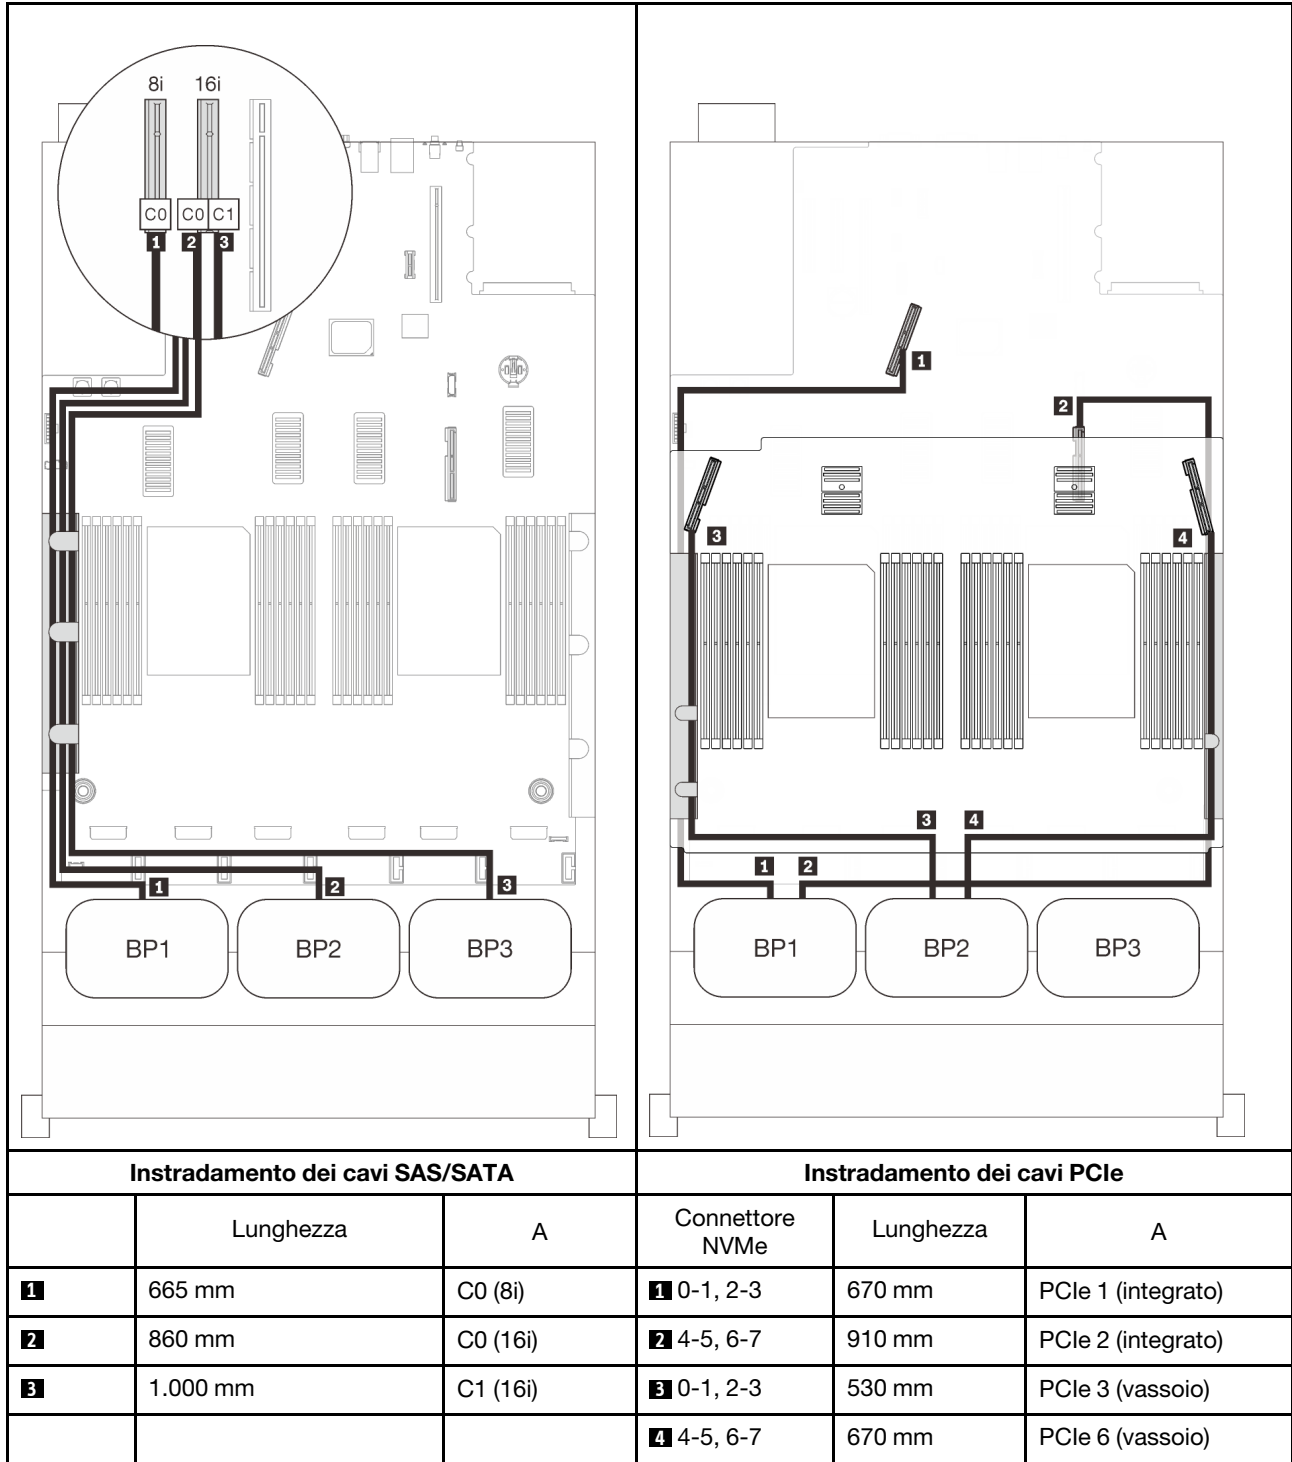 8i 16i
C0 C0 C1
1 2 3
1
2
3
4
1 2 3
3 4
1 2
BP1 BP2 BP3
BP1 BP2 BP3
Instradamento dei cavi SAS/SATA
Instradamento dei cavi PCIe
Lunghezza A
Connettore NVMe Lunghezza A
1 665 mm C0 (8i) 1 0-1, 2-3 670 mm PCIe 1 (integrato)
2 860 mm C0 (16i) 2 4-5, 6-7 910 mm PCIe 2 (integrato)
3 1.000 mm C1 (16i) 3 0-1, 2-3 530 mm PCIe 3 (vassoio)
4 4-5, 6-7 670 mm PCIe 6 (vassoio)